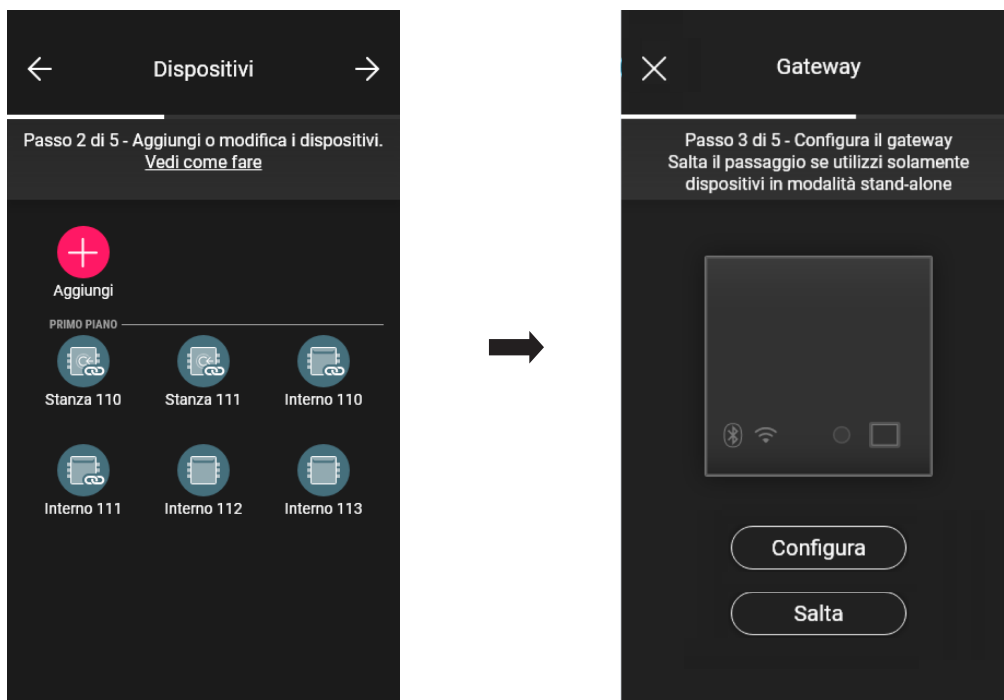 Dispositivi
Passo 2 di 5 - Aggiungi o modifica i dispositivi.
Vedi come fare
Aggiungi
PRIMO PIANO
Stanza 110
Stanza 111
Interno 110
Interno 111
Interno 112
Interno 113
Gateway
Passo 3 di 5 - Configura il gateway
Salta il passaggio se utilizzi solamente
dispositivi in modalità stand-alone
Configura
Salta